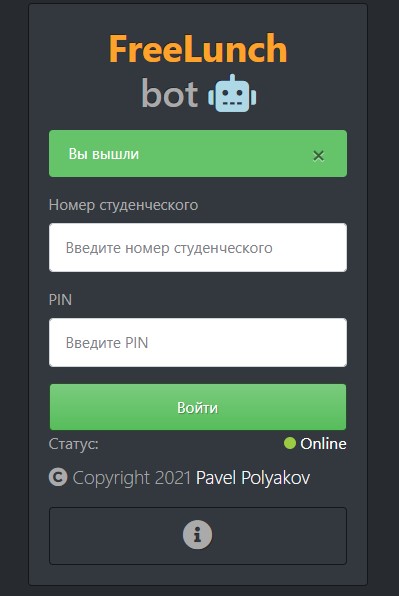 FreeLunch
bot
Вы вышли ×
Номер студенческого
Введите номер студенческого
PIN
Введите PIN
Войти
Статус: Online
© Copyright 2021 Pavel Polyakov